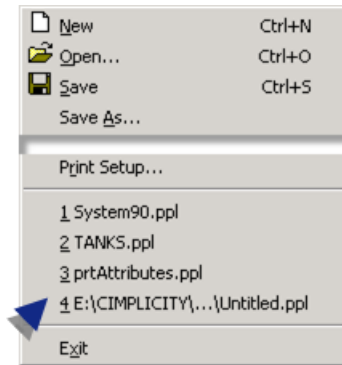 New Ctrl+N
Open... Ctrl+O
Save Ctrl+S
Save As...
Print Setup...
1 System90.ppl
2 TANKS.ppl
3 prtAttributes.ppl
4 E:\CIMPLICITY\...\Untitled.ppl
Exit